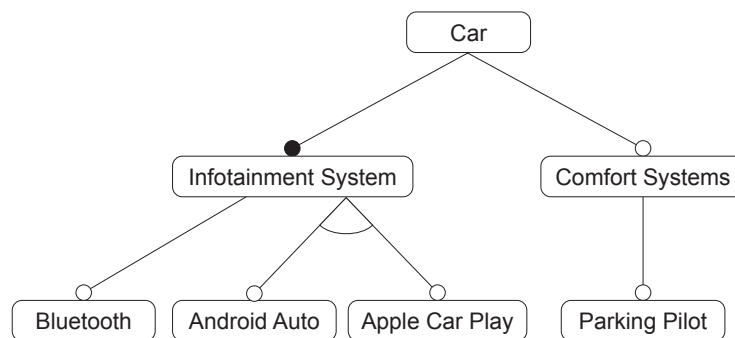 Car
Infotainment System
Comfort Systems
Bluetooth
Android Auto
Apple Car Play
Parking Pilot